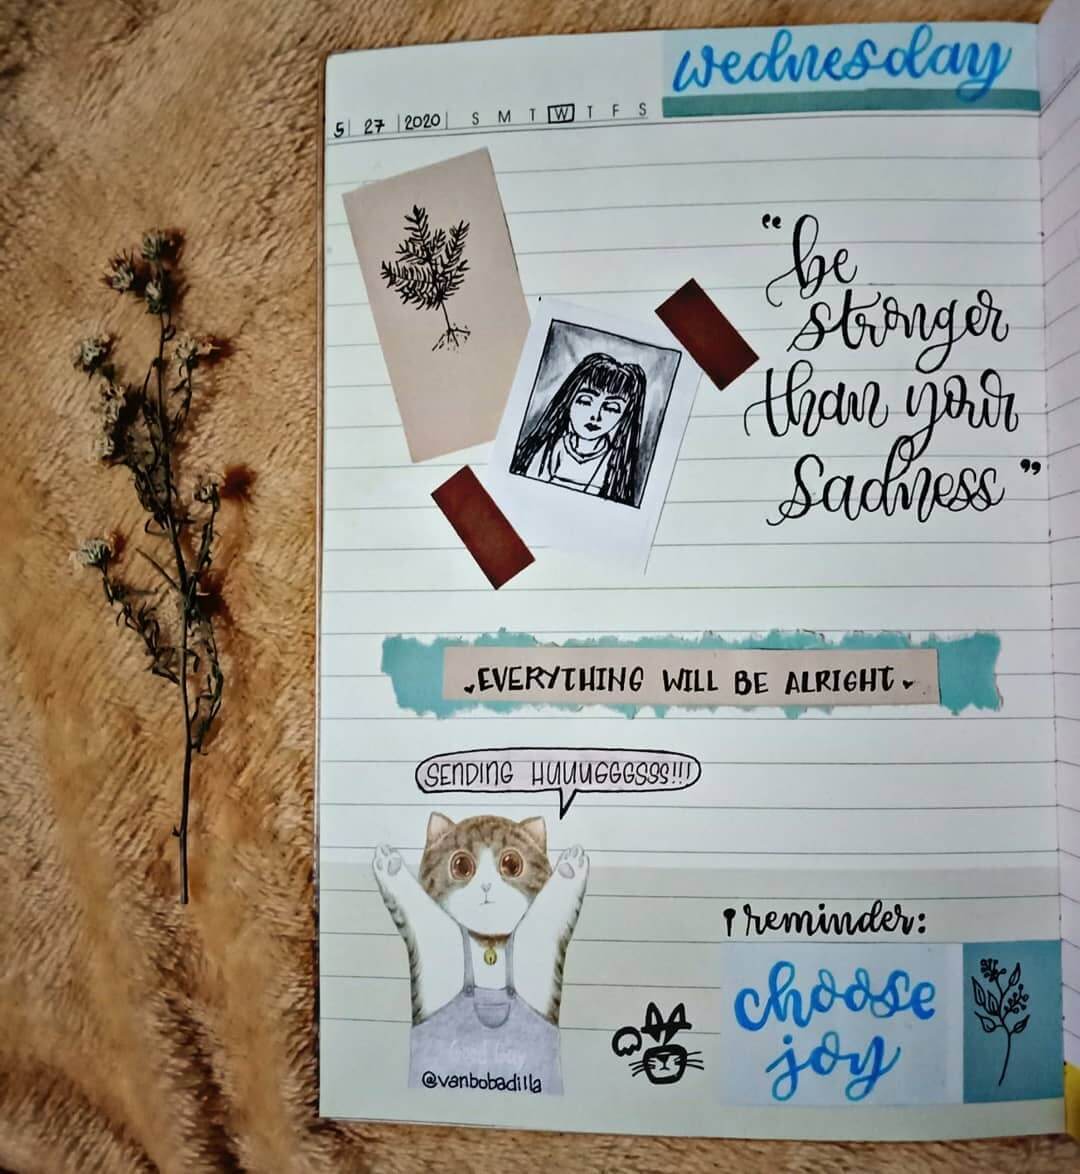 wednesday
5 | 27 | 2020 | S M T W T F S
"be
stronger
than your
sadness"
EVERYTHING WILL BE ALRIGHT
SENDING HUUUGGGSSS!!!
reminder:
choose
joy
@vanbobadilla